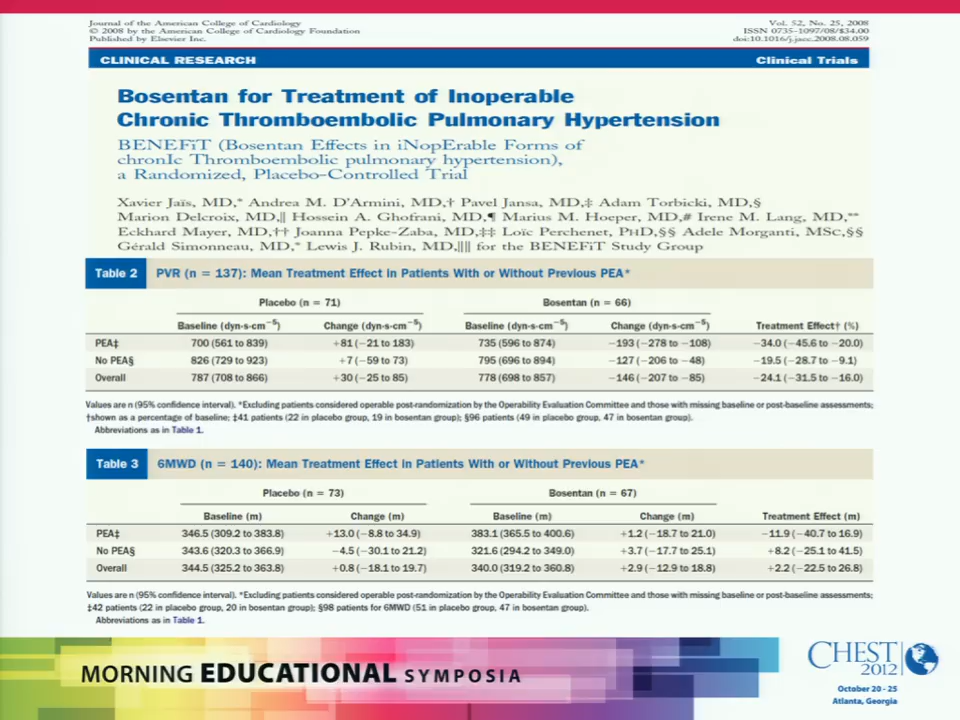 Journal of the American College of Cardiology
© 2008 by the American College of Cardiology Foundation
Published by Elsevier Inc.
Vol. 52, No. 25, 2008
ISSN 0735-1097/08/$34.00
doi:10.1016/j.jacc.2008.08.059
CLINICAL RESEARCH
Clinical Trials
Bosentan for Treatment of Inoperable
Chronic Thromboembolic Pulmonary Hypertension
BENEFiT (Bosentan Effects in iNopErable Forms of
chronIc Thromboembolic pulmonary hypertension),
a Randomized, Placebo-Controlled Trial
Xavier Jaïs, MD,* Andrea M. D'Armini, MD,† Pavel Jansa, MD,‡ Adam Torbicki, MD,§
Marion Delcroix, MD,|| Hossein A. Ghofrani, MD,¶ Marius M. Hoeper, MD,# Irene M. Lang, MD,**
Eckhard Mayer, MD,†† Joanna Pepke-Zaba, MD,‡‡ Loïc Perchenet, PHD,§§ Adele Morganti, MSC,§§
Gérald Simonneau, MD,* Lewis J. Rubin, MD,|||| for the BENEFiT Study Group
Table 2 PVR (n = 137): Mean Treatment Effect in Patients With or Without Previous PEA*
Placebo (n = 71) Bosentan (n = 66)
Baseline (dyn·s·cm⁻⁵) Change (dyn·s·cm⁻⁵) Baseline (dyn·s·cm⁻⁵) Change (dyn·s·cm⁻⁵) Treatment Effect† (%)
PEA‡ 700 (561 to 839) +81 (−21 to 183) 735 (596 to 874) −193 (−278 to −108) −34.0 (−45.6 to −20.0)
No PEA§ 826 (729 to 923) +7 (−59 to 73) 795 (696 to 894) −127 (−206 to −48) −19.5 (−28.7 to −9.1)
Overall 787 (708 to 866) +30 (−25 to 85) 778 (698 to 857) −146 (−207 to −85) −24.1 (−31.5 to −16.0)
Values are n (95% confidence interval). *Excluding patients considered operable post-randomization by the Operability Evaluation Committee and those with missing baseline or post-baseline assessments;
†shown as a percentage of baseline; ‡41 patients (22 in placebo group, 19 in bosentan group); §96 patients (49 in placebo group, 47 in bosentan group).
Abbreviations as in Table 1.
Table 3 6MWD (n = 140): Mean Treatment Effect in Patients With or Without Previous PEA*
Placebo (n = 73) Bosentan (n = 67)
Baseline (m) Change (m) Baseline (m) Change (m) Treatment Effect (m)
PEA‡ 346.5 (309.2 to 383.8) +13.0 (−8.8 to 34.9) 383.1 (365.5 to 400.6) +1.2 (−18.7 to 21.0) −11.9 (−40.7 to 16.9)
No PEA§ 343.6 (320.3 to 366.9) −4.5 (−30.1 to 21.2) 321.6 (294.2 to 349.0) +3.7 (−17.7 to 25.1) +8.2 (−25.1 to 41.5)
Overall 344.5 (325.2 to 363.8) +0.8 (−18.1 to 19.7) 340.0 (319.2 to 360.8) +2.9 (−12.9 to 18.8) +2.2 (−22.5 to 26.8)
Values are n (95% confidence interval). *Excluding patients considered operable post-randomization by the Operability Evaluation Committee and those with missing baseline or post-baseline assessments;
‡42 patients (22 in placebo group, 20 in bosentan group); §98 patients for 6MWD (51 in placebo group, 47 in bosentan group).
Abbreviations as in Table 1.
MORNING EDUCATIONAL SYMPOSIA
CHEST
2012
October 20 - 25
Atlanta, Georgia